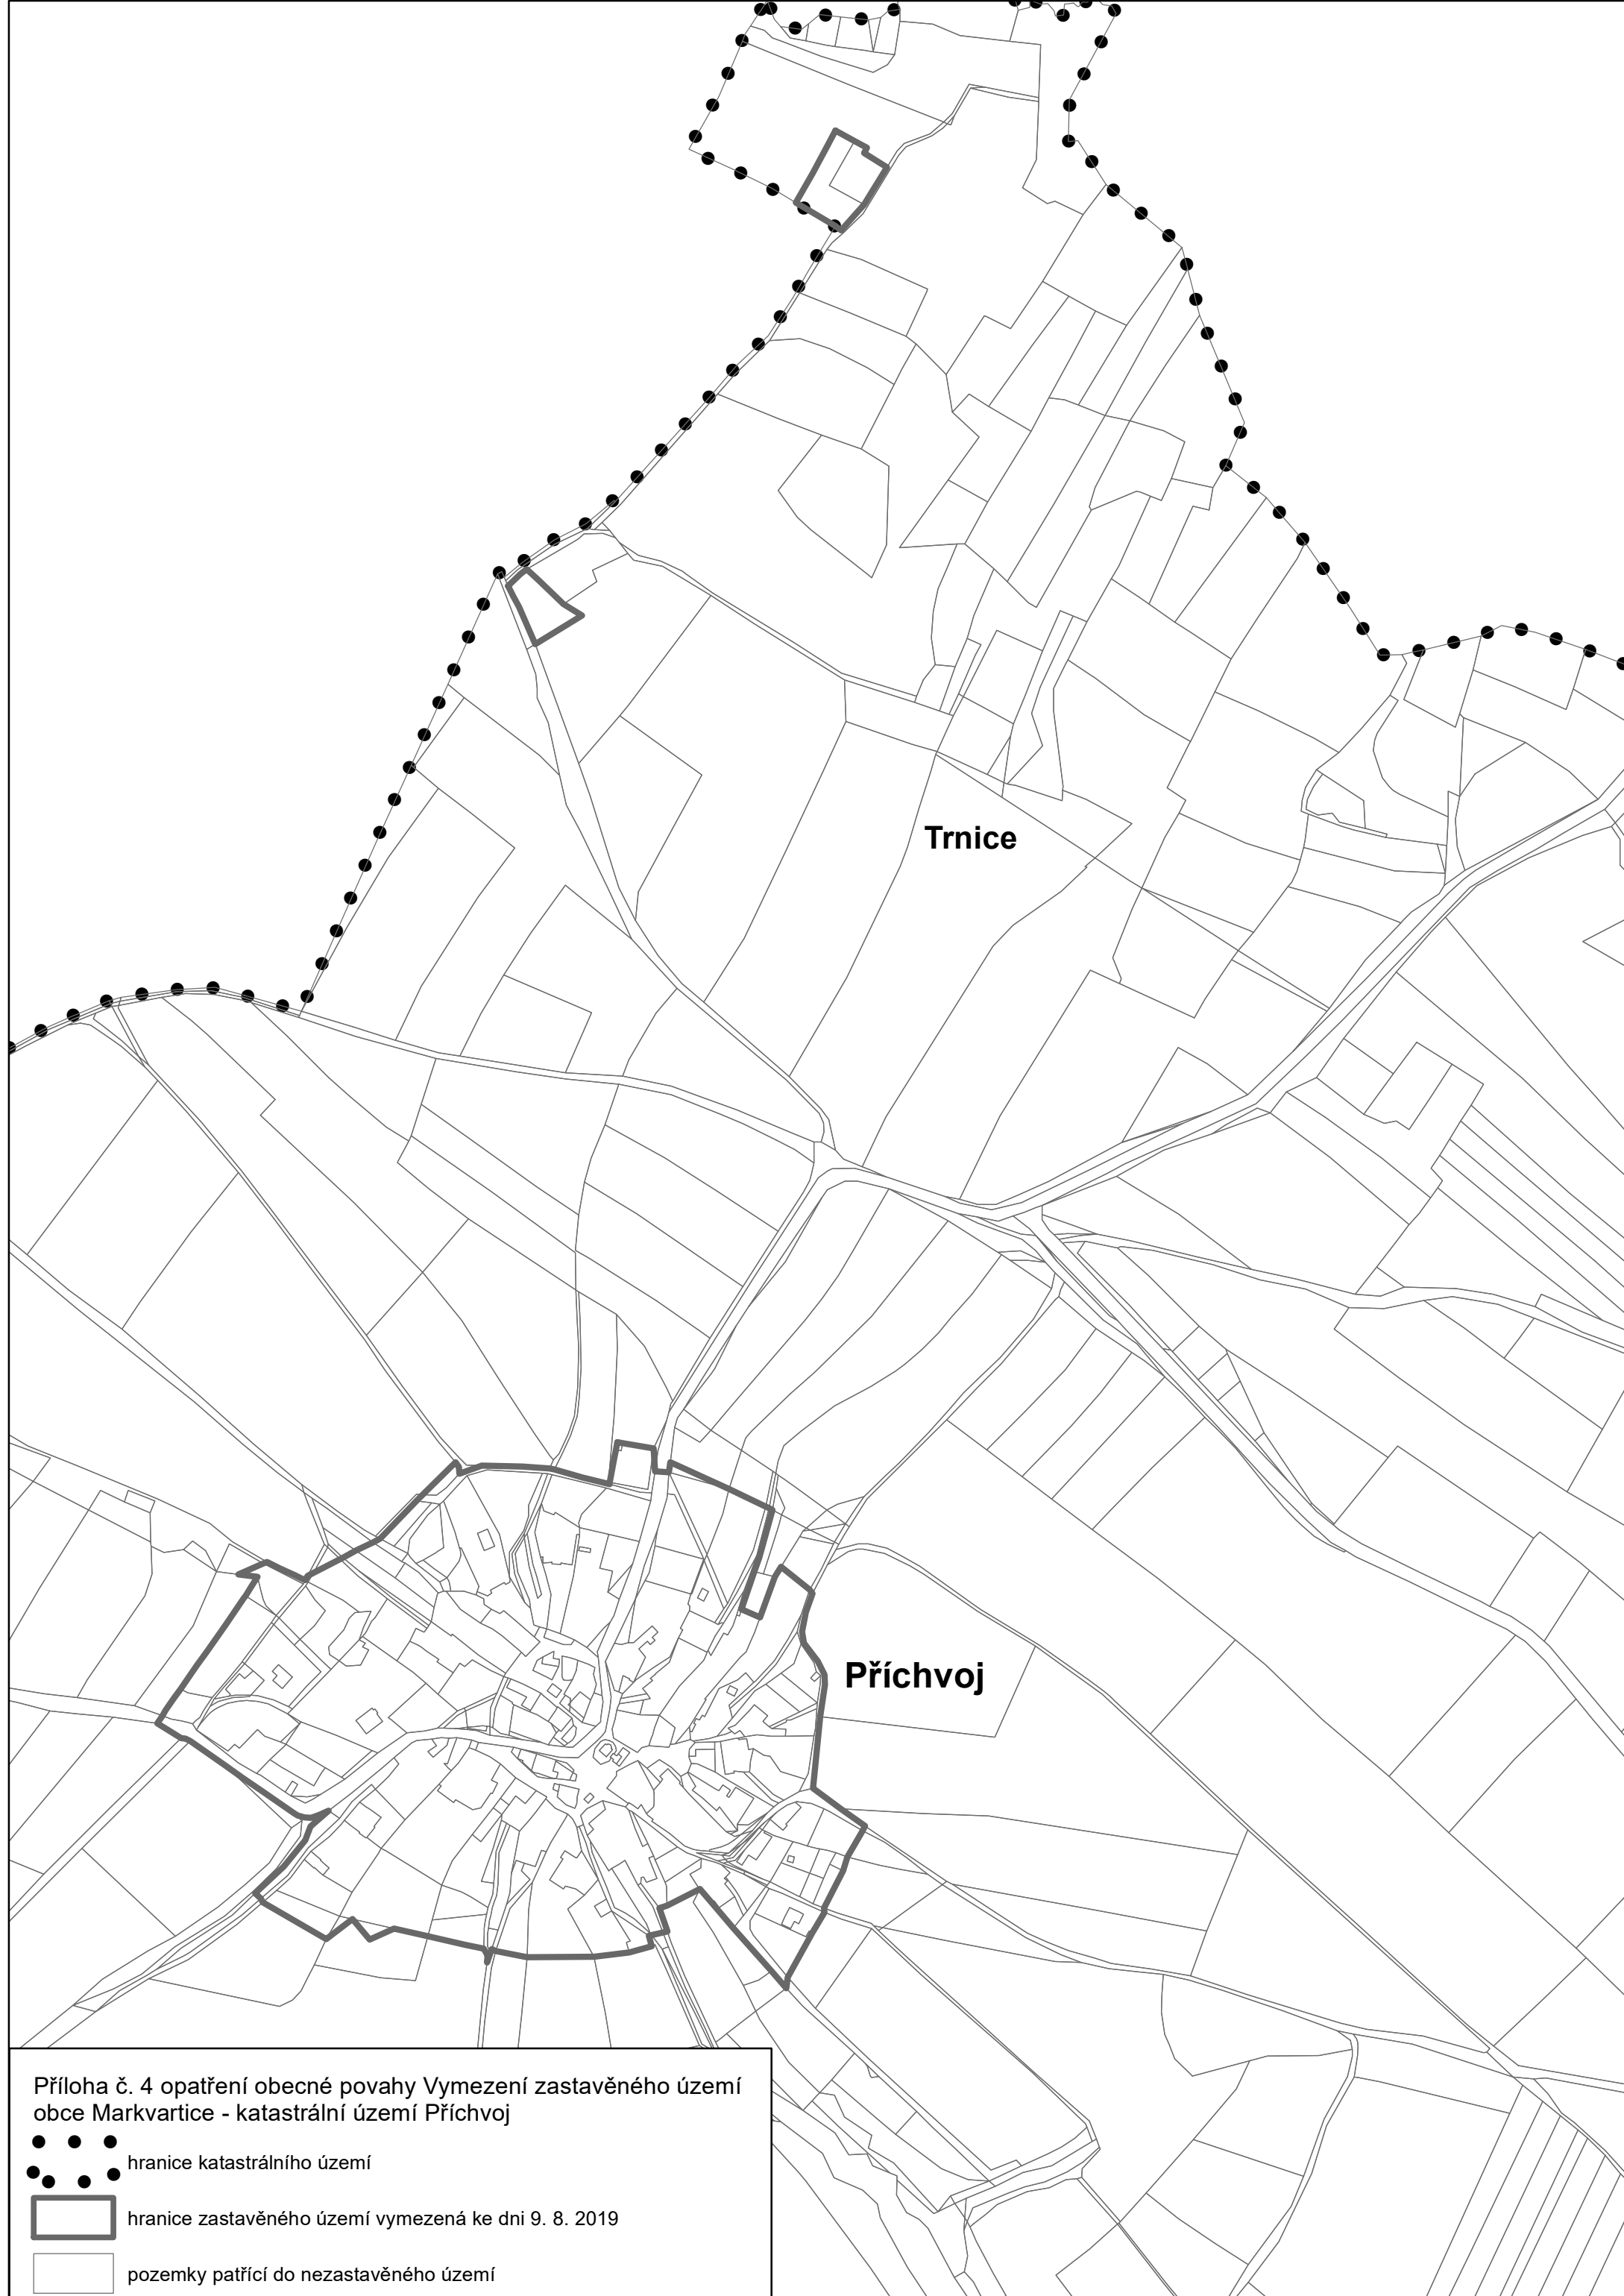 Trnice
Příchvoj
Příloha č. 4 opatření obecné povahy Vymezení zastavěného území
obce Markvartice - katastrální území Příchvoj
hranice katastrálního území
hranice zastavěného území vymezená ke dni 9. 8. 2019
pozemky patřící do nezastavěného území